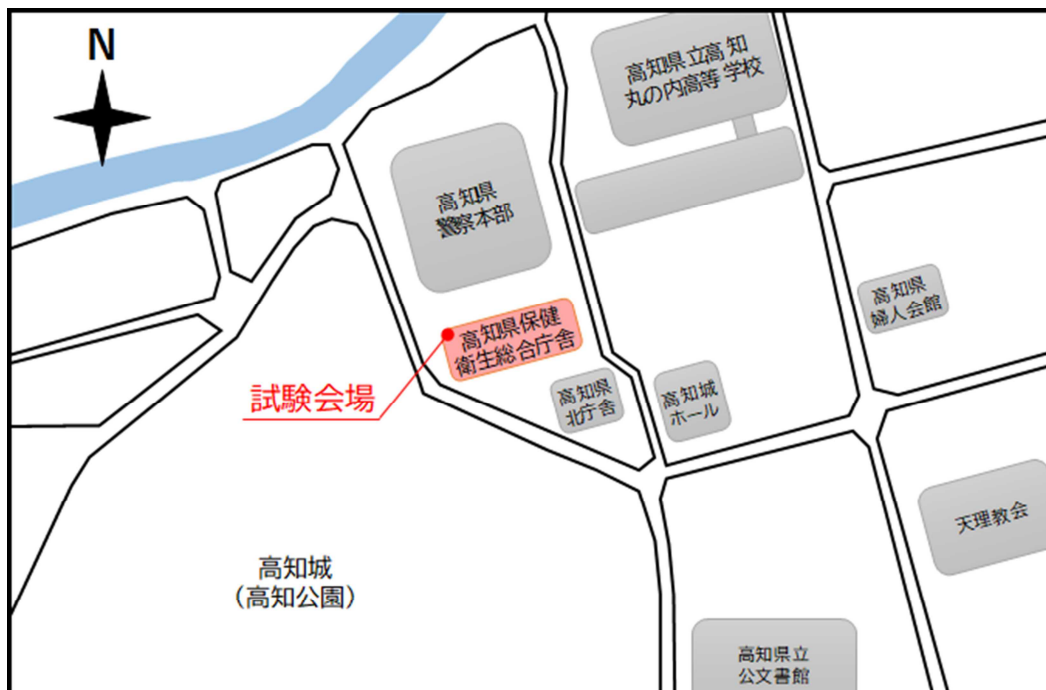 N
高知県立高知
丸の内高等学校
高知県
警察本部
高知県
婦人会館
高知県保健
衛生総合庁舎
試験会場
高知県
北庁舎
高知城
ホール
天理教会
高知城
（高知公園）
高知県立
公文書館